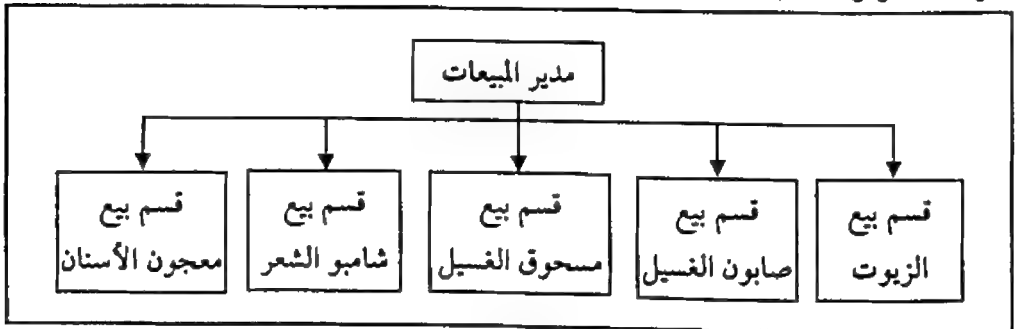 مدير المبيعات
قسم بيع
الزيوت
قسم بيع
صابون الغسيل
قسم بيع
مسحوق الغسيل
قسم بيع
شامبو الشعر
قسم بيع
معجون الأسنان